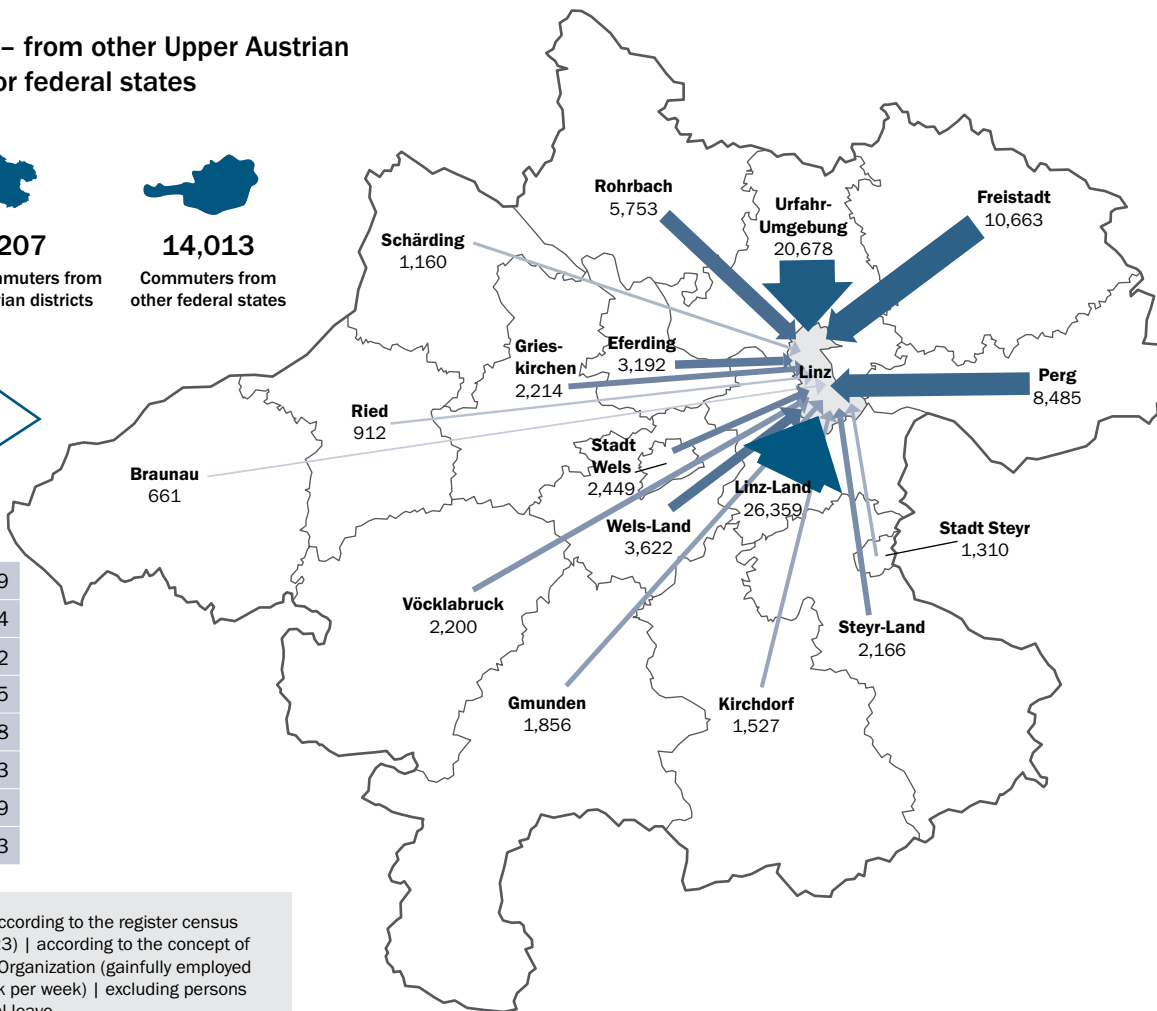 – from other Upper Austrian
or federal states
207
14,013
Commuters from
other federal states
muters from
rian districts
Rohrbach
5,753
Urfahr-
Umgebung
20,678
Freistadt
10,663
Schärding
1,160
Gries-
kirchen
2,214
Eferding
3,192
Linz
Perg
8,485
Ried
912
Braunau
661
Stadt
Wels
2,449
Linz-Land
26,359
Wels-Land
3,622
Stadt Steyr
1,310
Vöcklabruck
2,200
Steyr-Land
2,166
Gmunden
1,856
Kirchdorf
1,527
9
4
2
5
8
3
9
3
ccording to the register census
23) | according to the concept of
Organization (gainfully employed
k per week) | excluding persons